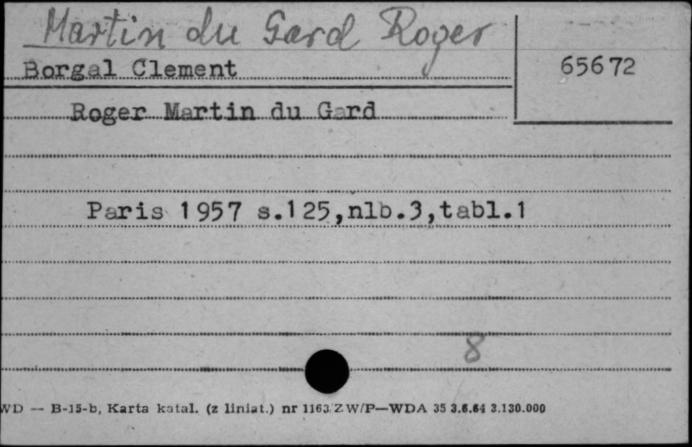 Martin du Gard Roger
Borgal Clement
65672
Roger Martin du Gard
Paris 1957 s.125,nlb.3,tabl.1
8
WD — B-15-b, Karta katal. (z liniat.) nr 1163/ZW/P—WDA 35 3.6.64 3.130.000